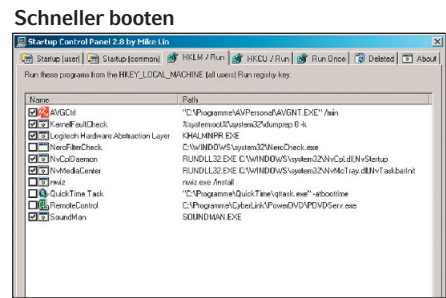 Schneller booten
Startup Control Panel 2.8 by Mike Lin
Startup (user) Startup (common) HKLM / Run HKCU / Run Run Once Deleted About
Run these programs from the HKEY_LOCAL_MACHINE (all users) Run registry key:
Name Path
AVGCtrl "C:\Programme\AVPersonal\AVGNT.EXE" /min
KernelFaultCheck %systemroot%\system32\dumprep 0 -k
Logitech Hardware Abstraction Layer KHALMNPR.EXE
NeroFilterCheck C:\WINDOWS\system32\NeroCheck.exe
NvCplDaemon RUNDLL32.EXE C:\WINDOWS\system32\NvCpl.dll,NvStartup
NvMediaCenter RUNDLL32.EXE C:\WINDOWS\system32\NvMcTray.dll,NvTaskbarInit
nwiz nwiz.exe /install
QuickTime Task "C:\Programme\QuickTime\qttask.exe" -atboottime
RemoteControl C:\Programme\CyberLink\PowerDVD\PDVDServ.exe
SoundMan SOUNDMAN.EXE